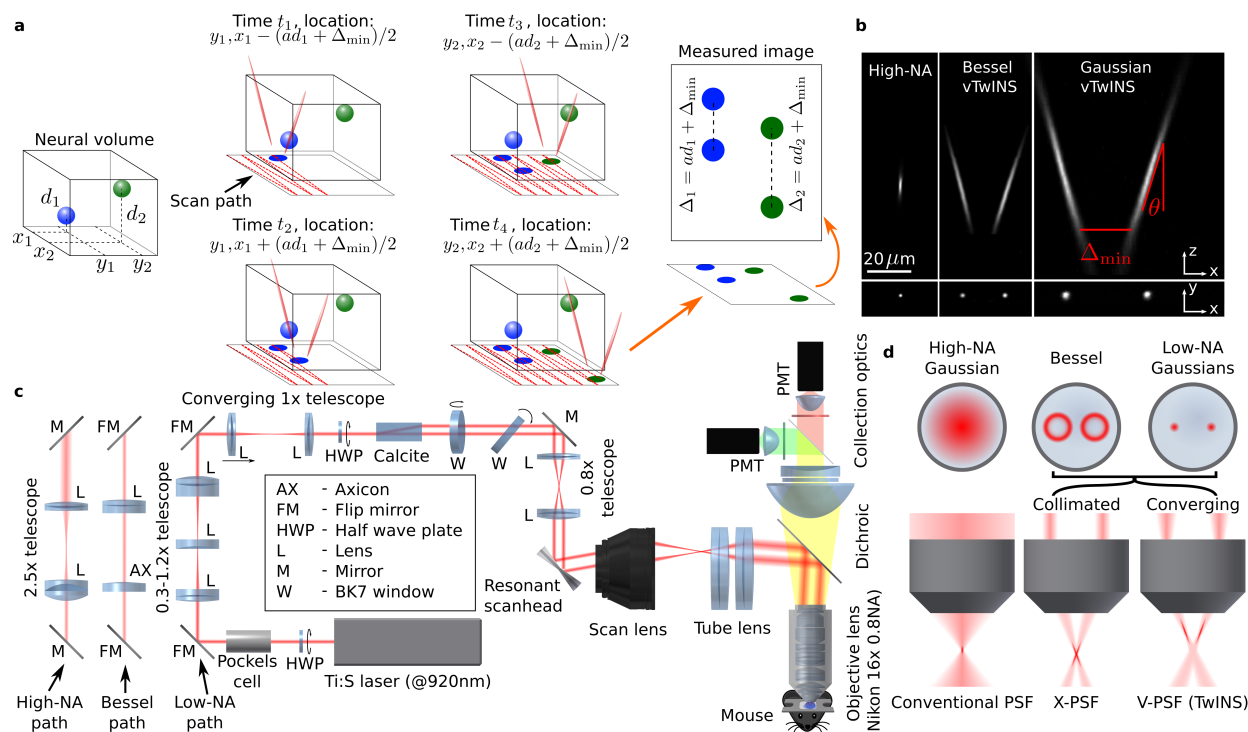 a
Time t₁, location:
y₁, x₁ − (ad₁ + Δmin)/2
Time t₃, location:
y₂, x₂ − (ad₂ + Δmin)/2
Neural volume
d₁
d₂
x₁
x₂
y₁
y₂
Scan path
Time t₂, location:
y₁, x₁ + (ad₁ + Δmin)/2
Time t₄, location:
y₂, x₂ + (ad₂ + Δmin)/2
Measured image
Δ₁ = ad₁ + Δmin
Δ₂ = ad₂ + Δmin
b
High-NA
Bessel
vTwINS
Gaussian
vTwINS
θ
Δmin
20 μm
z
x
y
x
c
M
FM
FM
Converging 1x telescope
L
L
HWP
Calcite
W
W
M
L
L
0.8x
telescope
2.5x telescope
L
L
L
AX
0.3-1.2x telescope
L
L
L
AX - Axicon
FM - Flip mirror
HWP - Half wave plate
L - Lens
M - Mirror
W - BK7 window
M
FM
FM
High-NA
path
Bessel
path
Low-NA
path
Pockels
cell
HWP
Ti:S laser (@920nm)
Resonant
scanhead
Scan lens
Tube lens
PMT
PMT
Collection optics
Dichroic
Objective lens
Nikon 16x 0.8NA
Mouse
d
High-NA
Gaussian
Bessel
Low-NA
Gaussians
Collimated
Converging
Conventional PSF
X-PSF
V-PSF (TwINS)